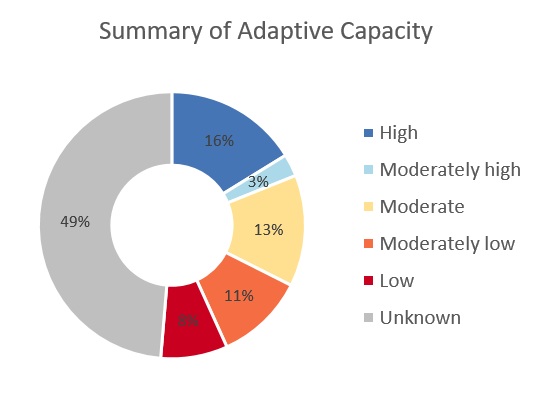 Summary of Adaptive Capacity
16%
3%
13%
11%
8%
49%
High
Moderately high
Moderate
Moderately low
Low
Unknown